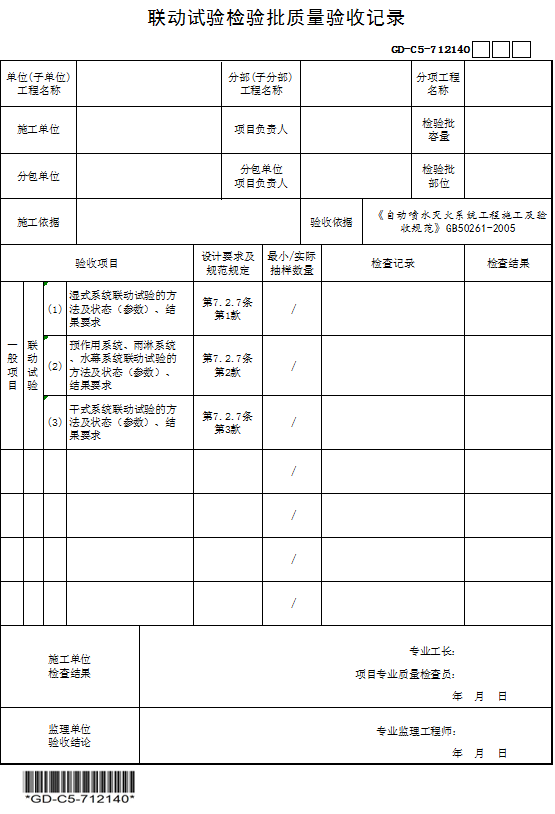 联动试验检验批质量验收记录
GD-C5-712140
单位(子单位)
工程名称
分部(子分部)
工程名称
分项工程
名称
施工单位
项目负责人
检验批
容量
分包单位
分包单位
项目负责人
检验批
部位
施工依据
验收依据
《自动喷水灭火系统工程施工及验
收规范》GB50261-2005
验收项目
设计要求及
规范规定
最小/实际
抽样数量
检查记录
检查结果
一般项目
联动试验
(1)
湿式系统联动试验的方
法及状态（参数）、结
果要求
第7.2.7条
第1款
/
(2)
预作用系统、雨淋系统
、水幕系统联动试验的
方法及状态（参数）、
结果要求
第7.2.7条
第2款
/
(3)
干式系统联动试验的方
法及状态（参数）、结
果要求
第7.2.7条
第3款
/
/
/
/
/
施工单位
检查结果
专业工长:
项目专业质量检查员:
年 月 日
监理单位
验收结论
专业监理工程师:
年 月 日
*GD-C5-712140*